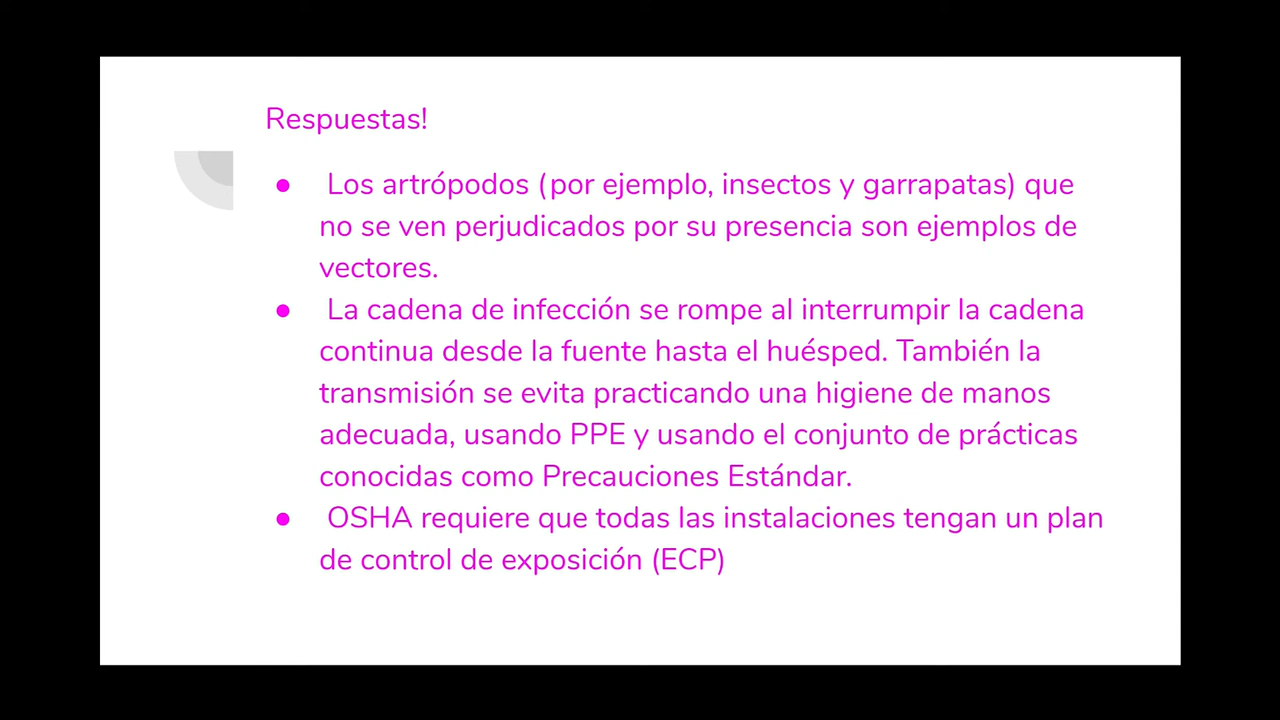 Respuestas!
● Los artrópodos (por ejemplo, insectos y garrapatas) que
no se ven perjudicados por su presencia son ejemplos de
vectores.
● La cadena de infección se rompe al interrumpir la cadena
continua desde la fuente hasta el huésped. También la
transmisión se evita practicando una higiene de manos
adecuada, usando PPE y usando el conjunto de prácticas
conocidas como Precauciones Estándar.
● OSHA requiere que todas las instalaciones tengan un plan
de control de exposición (ECP)